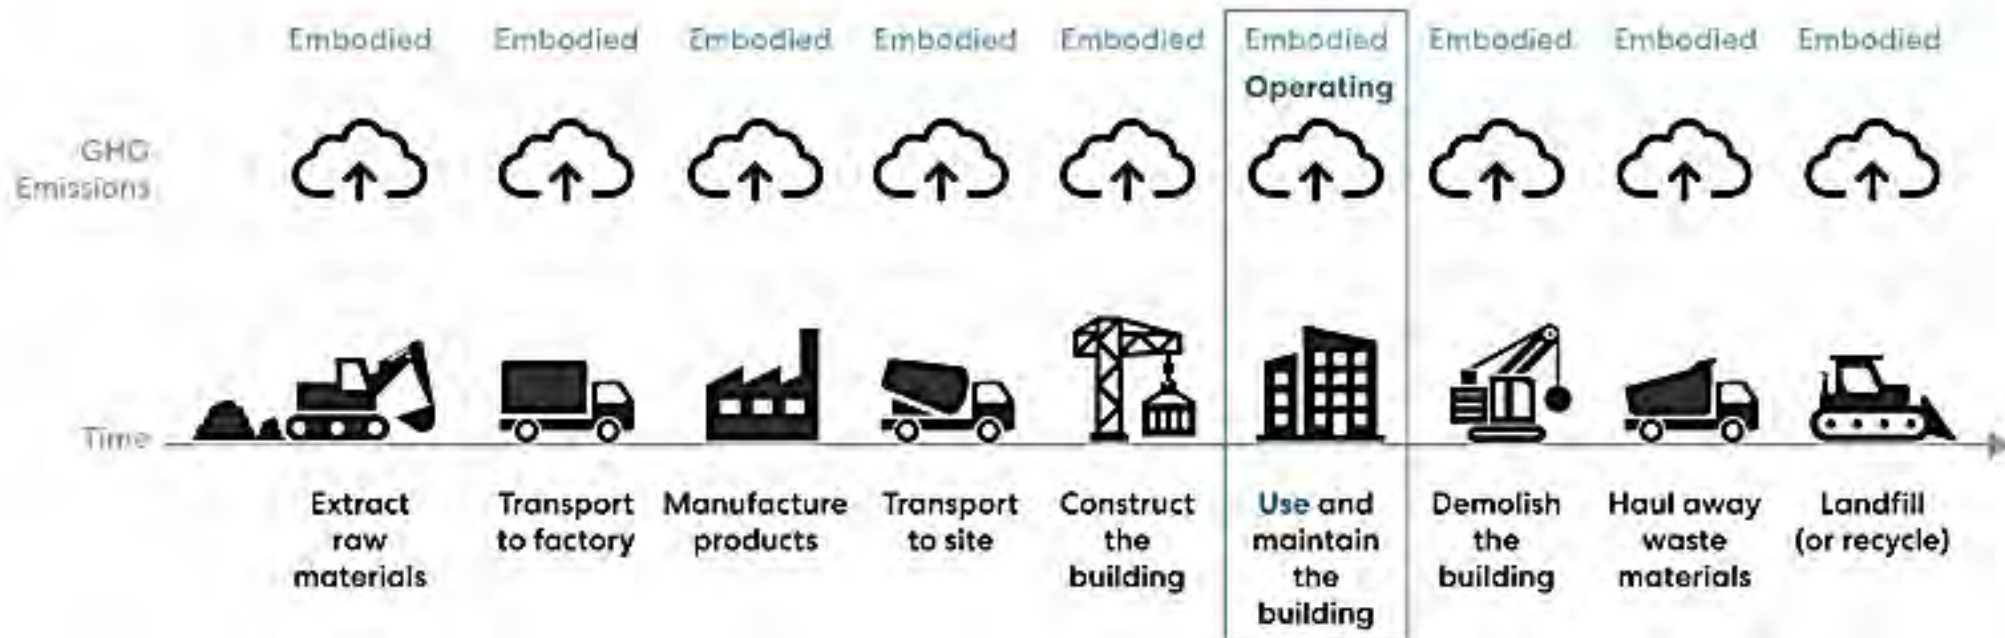 Embodied Embodied Embodied Embodied Embodied Embodied Embodied Embodied Embodied
Operating
GHG
Emissions
Time
Extract
raw
materials
Transport
to factory
Manufacture
products
Transport
to site
Construct
the
building
Use and
maintain
the
building
Demolish
the
building
Haul away
waste
materials
Landfill
(or recycle)